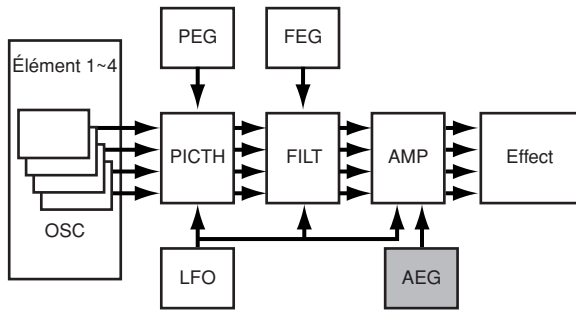 PEG
FEG
Élément 1~4
PICTH
FILT
AMP
Effect
OSC
LFO
AEG